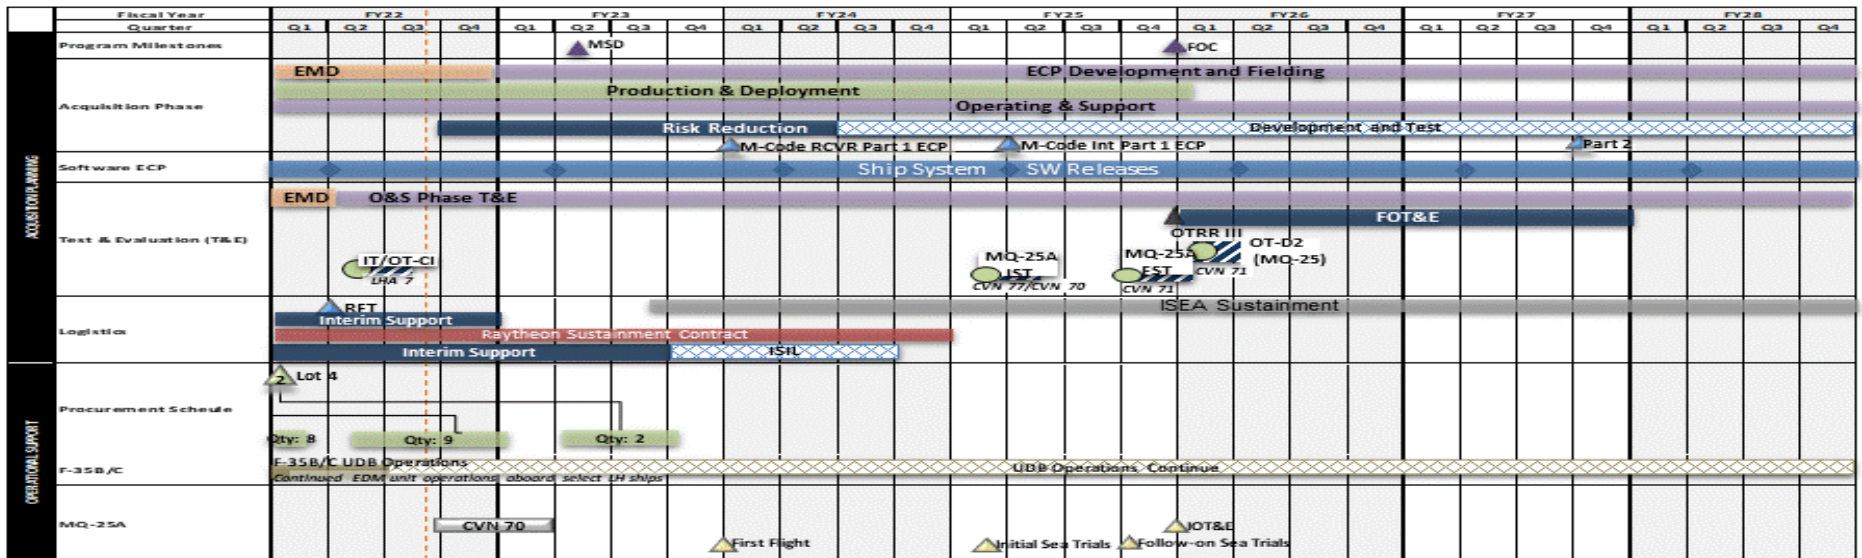 Fiscal Year FY22 FY23 FY24 FY25 FY26 FY27 FY28
Quarter Q1 Q2 Q3 Q4 Q1 Q2 Q3 Q4 Q1 Q2 Q3 Q4 Q1 Q2 Q3 Q4 Q1 Q2 Q3 Q4 Q1 Q2 Q3 Q4 Q1 Q2 Q3 Q4
ACQUISITION PLANNING
Program Milestones MSD FOC
EMD ECP Development and Fielding
Production & Deployment
Acquisition Phase Operating & Support
Risk Reduction Development and Test
M-Code RCVR Part 1 ECP M-Code Int Part 1 ECP Part 2
Software ECP Ship System SW Releases
EMD O&S Phase T&E
FOT&E
Test & Evaluation (T&E) OTRR III
IT/OT-CI MQ-25A MQ-25A OT-D2
LHA 7 IST EST CVN 71 (MQ-25)
CVN 77/CVN 70 CVN 71
RFT ISEA Sustainment
Interim Support
Logistics Raytheon Sustainment Contract
Interim Support ISIL
OPERATIONAL SUPPORT
2 Lot 4
Procurement Scheule
Qty: 8 Qty: 9 Qty: 2
F-35B/C F-35B/C UDB Operations UDB Operations Continue
Continued EDM unit operations aboard select LH ships
MQ-25A CVN 70 IOT&E
First Flight Initial Sea Trials Follow-on Sea Trials